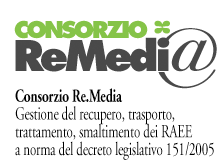 CONSORZIO
ReMedi@
Consorzio Re.Media
Gestione del recupero, trasporto,
trattamento, smaltimento dei RAEE
a norma del decreto legislativo 151/2005